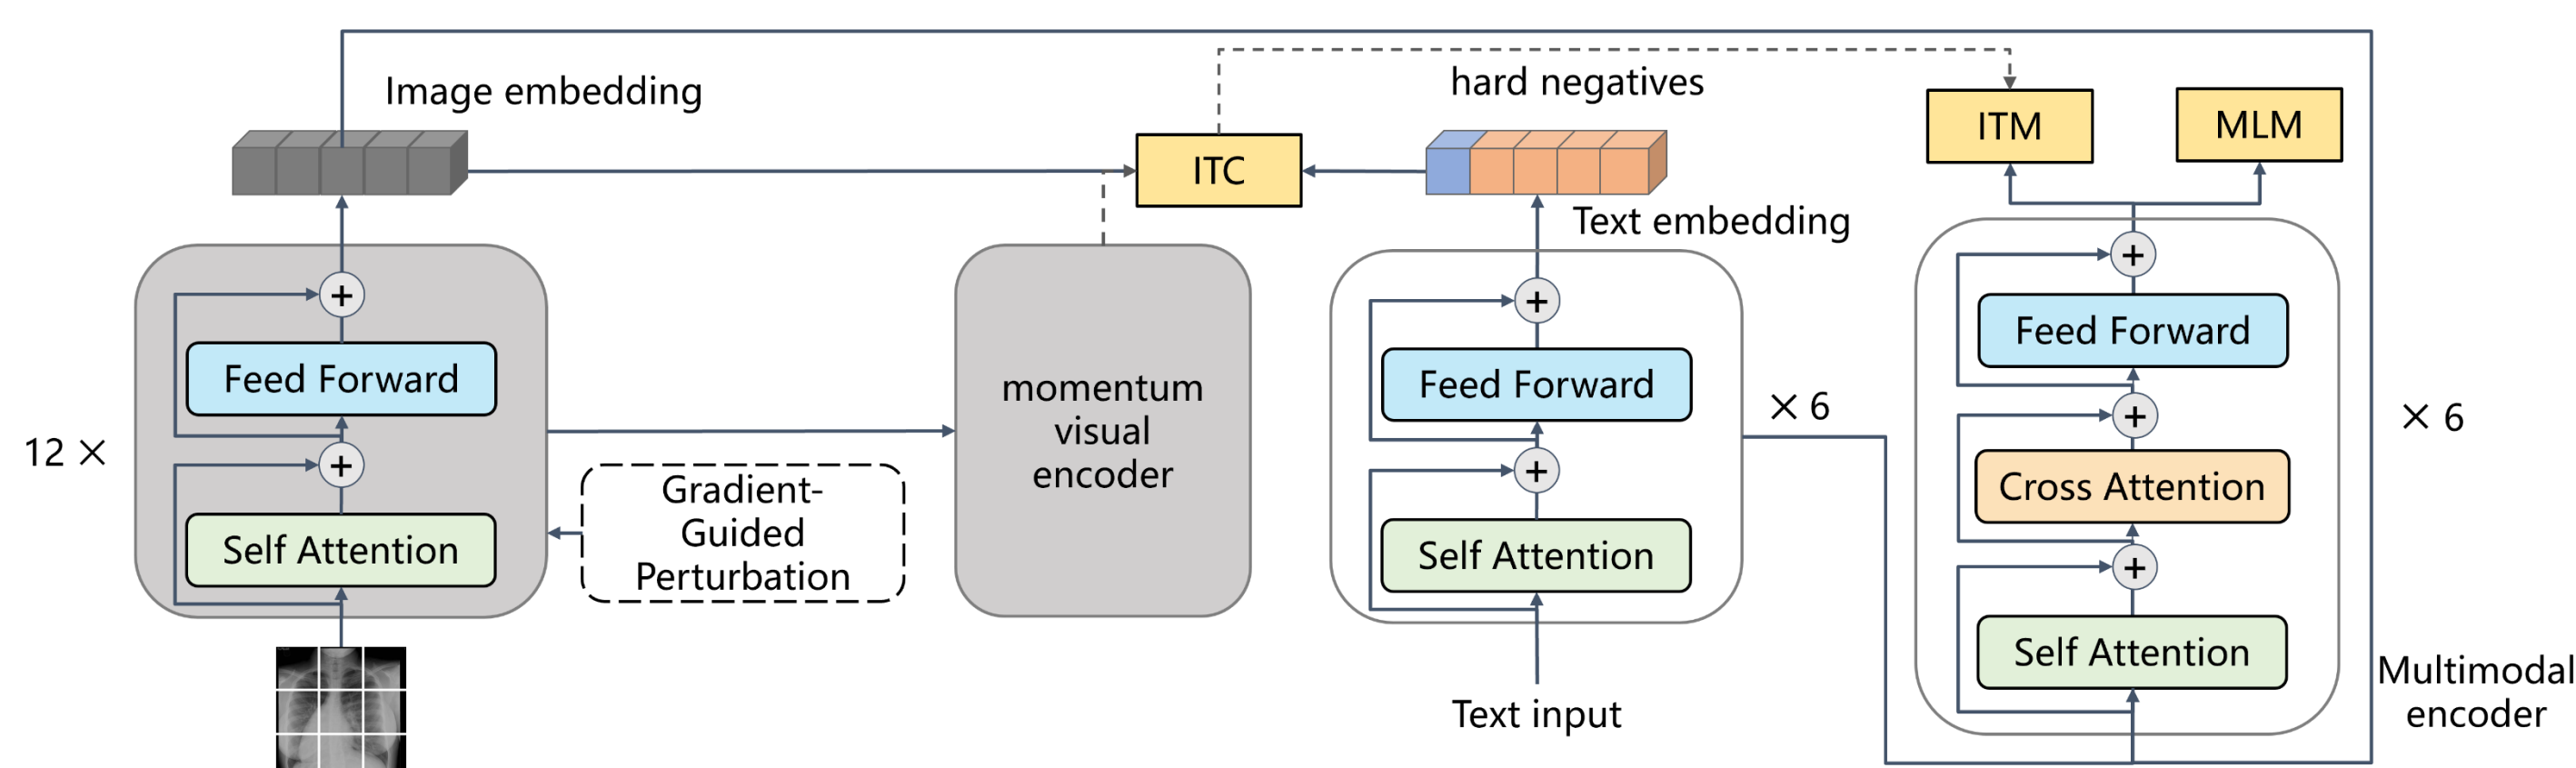 Image embedding
hard negatives
ITC
ITM
MLM
Text embedding
12 ×
+
Feed Forward
+
Self Attention
Gradient-
Guided
Perturbation
momentum
visual
encoder
+
Feed Forward
+
Self Attention
× 6
Text input
+
Feed Forward
+
Cross Attention
+
Self Attention
× 6
Multimodal
encoder